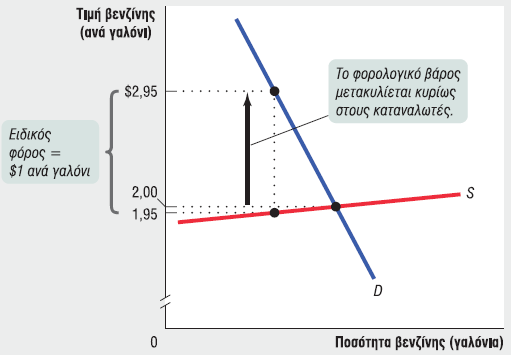 Τιμή βενζίνης
(ανά γαλόνι)
$2,95
Το φορολογικό βάρος
μετακυλίεται κυρίως
στους καταναλωτές.
Ειδικός
φόρος =
$1 ανά γαλόνι
2,00
1,95
S
D
0
Ποσότητα βενζίνης (γαλόνια)